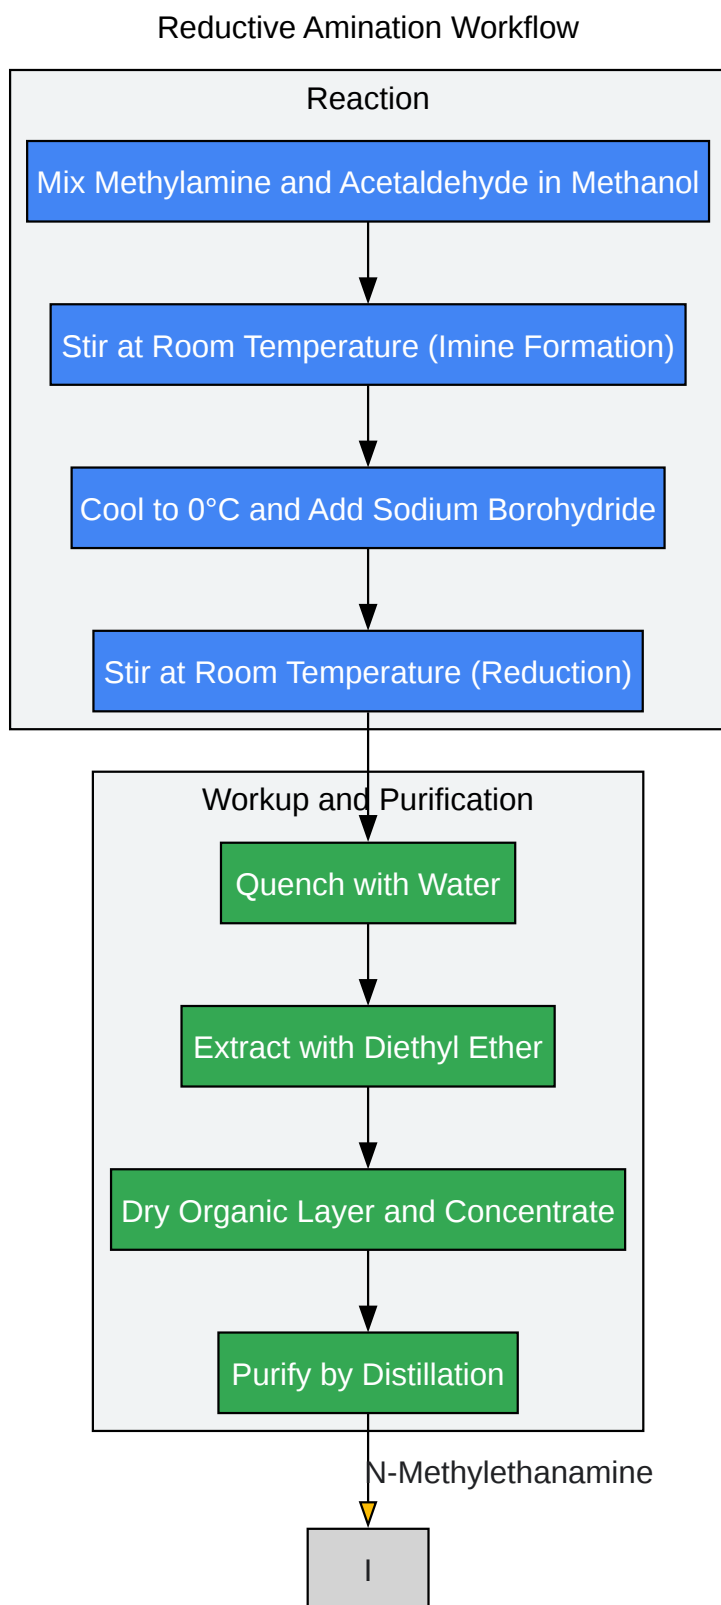 Reductive Amination Workflow
Reaction
Mix Methylamine and Acetaldehyde in Methanol
Stir at Room Temperature (Imine Formation)
Cool to 0°C and Add Sodium Borohydride
Stir at Room Temperature (Reduction)
Workup and Purification
Quench with Water
Extract with Diethyl Ether
Dry Organic Layer and Concentrate
Purify by Distillation
N-Methylethanamine
I